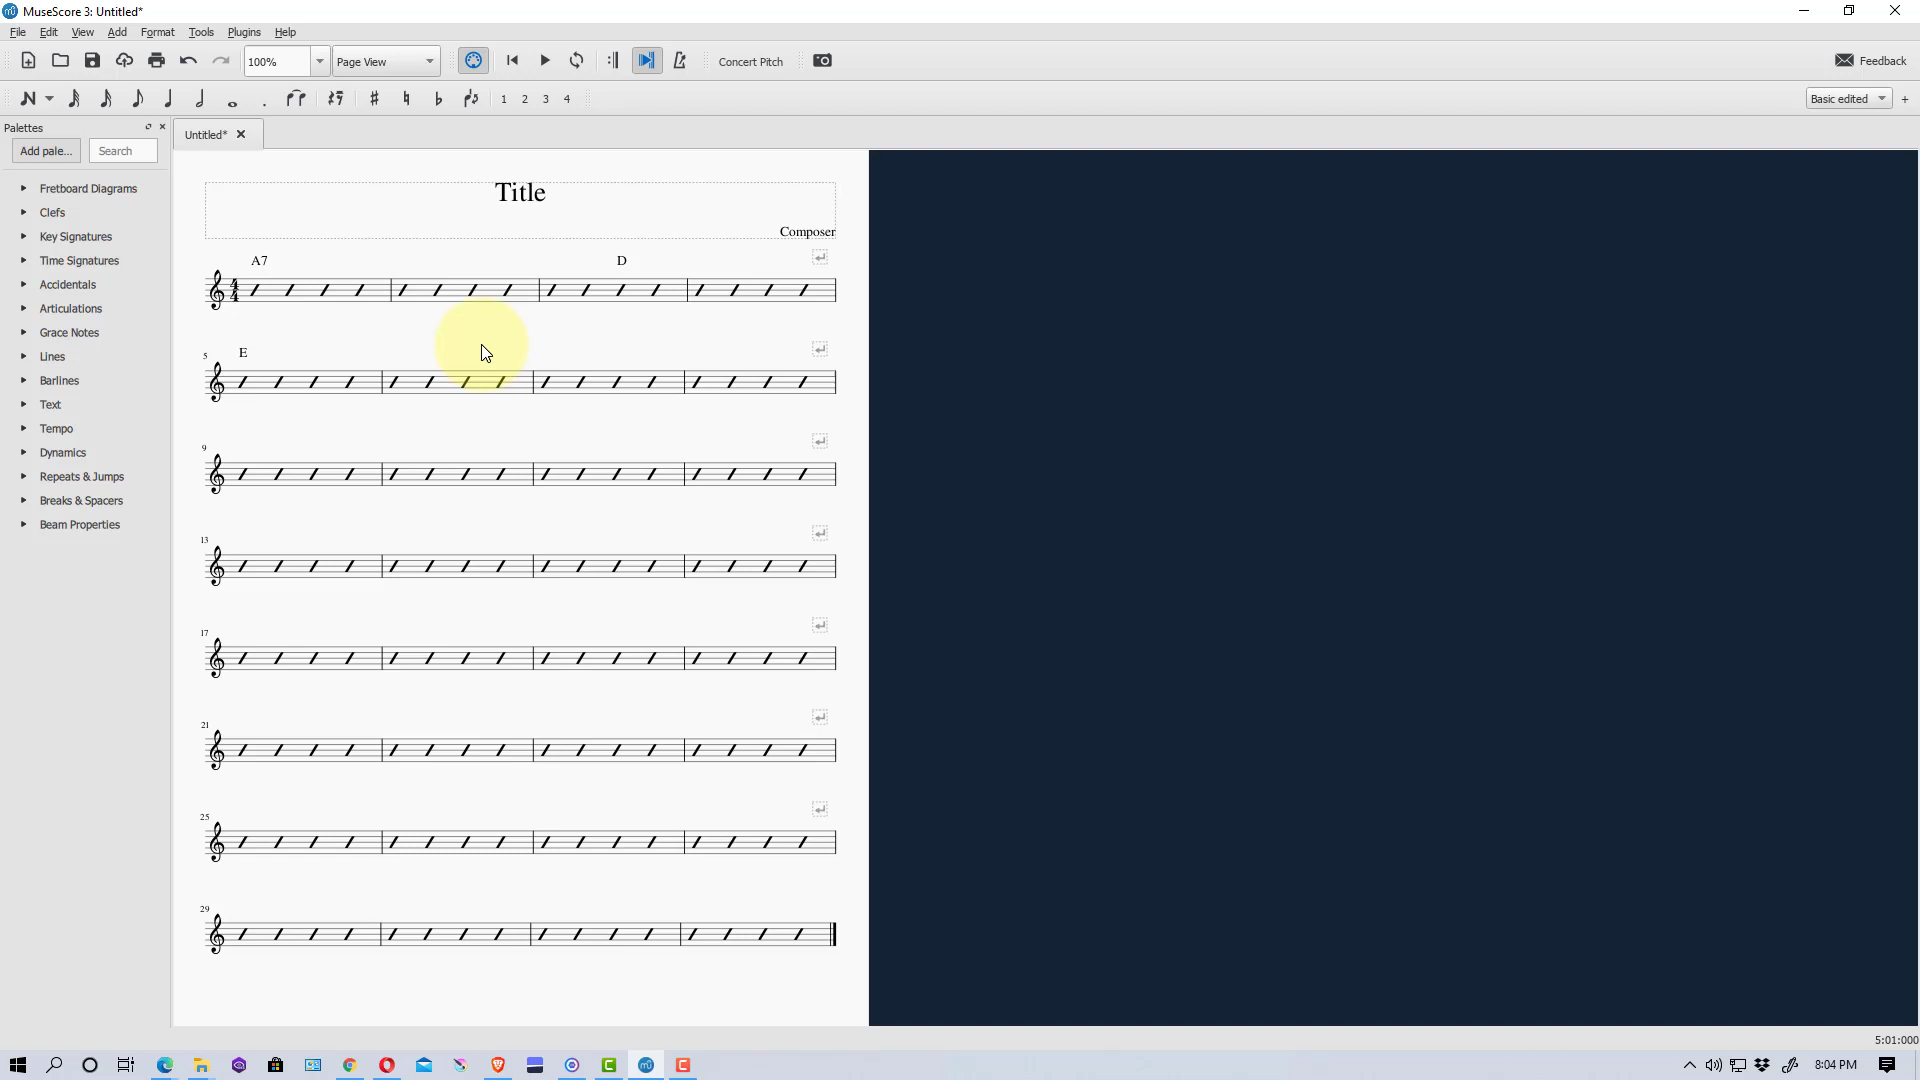 MuseScore 3: Untitled*
File Edit View Add Format Tools Plugins Help
100% Page View Concert Pitch Feedback
1 2 3 4 Basic edited +
Palettes
Untitled*
Add pale... Search
Fretboard Diagrams
Clefs
Key Signatures
Time Signatures
Accidentals
Articulations
Grace Notes
Lines
Barlines
Text
Tempo
Dynamics
Repeats & Jumps
Breaks & Spacers
Beam Properties
Title
Composer
A7 D
4
4
5 E
9
13
17
21
25
29
5:01:000
8:04 PM